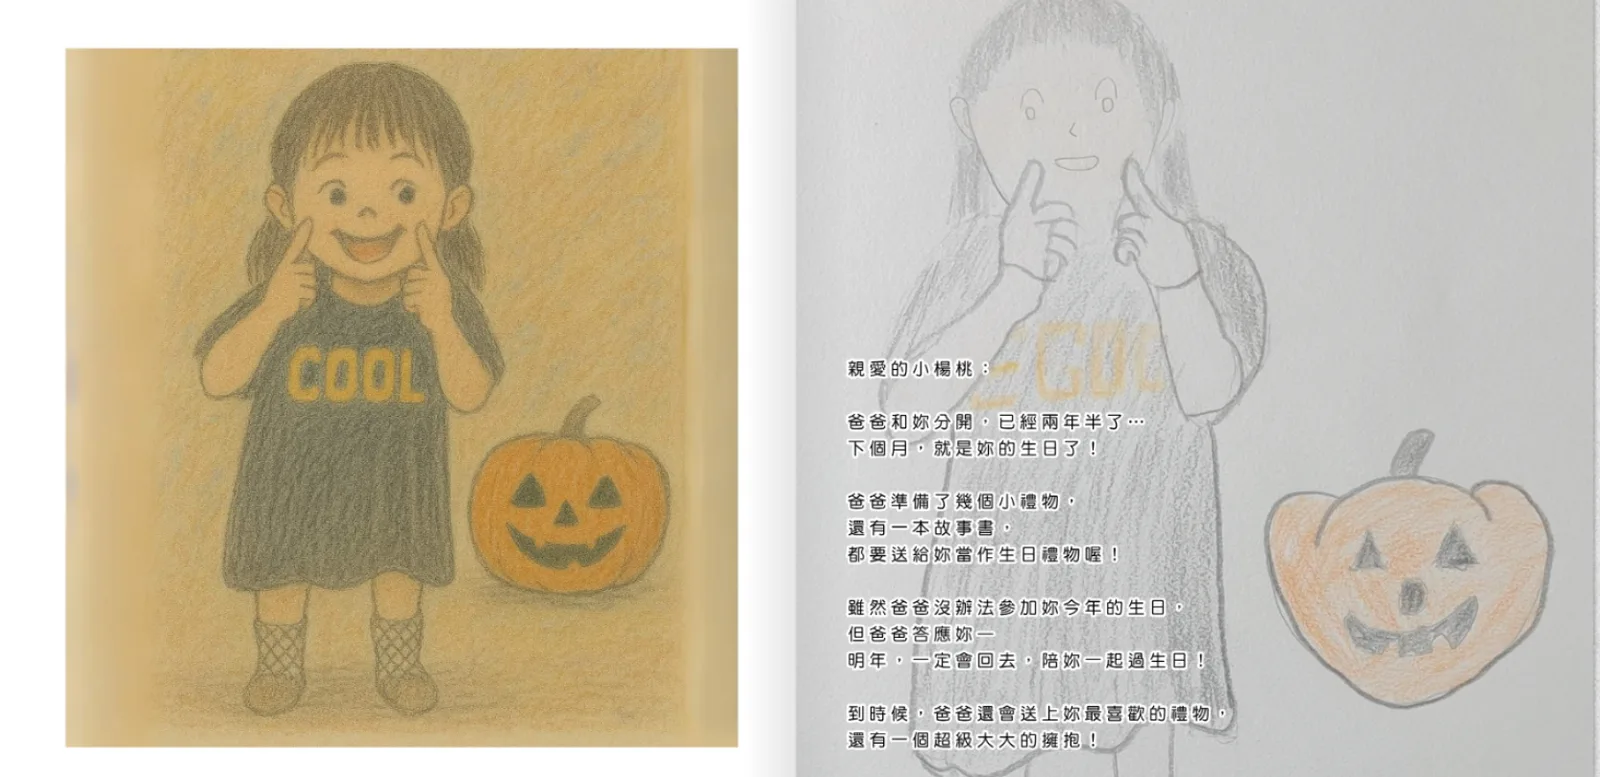 COOL
COOL
親愛的小楊桃：
爸爸和妳分開，已經兩年半了…
下個月，就是妳的生日了！
爸爸準備了幾個小禮物，
還有一本故事書，
都要送給妳當作生日禮物喔！
雖然爸爸沒辦法參加妳今年的生日，
但爸爸答應妳—
明年，一定會回去，陪妳一起過生日！
到時候，爸爸還會送上妳最喜歡的禮物，
還有一個超級大大的擁抱！